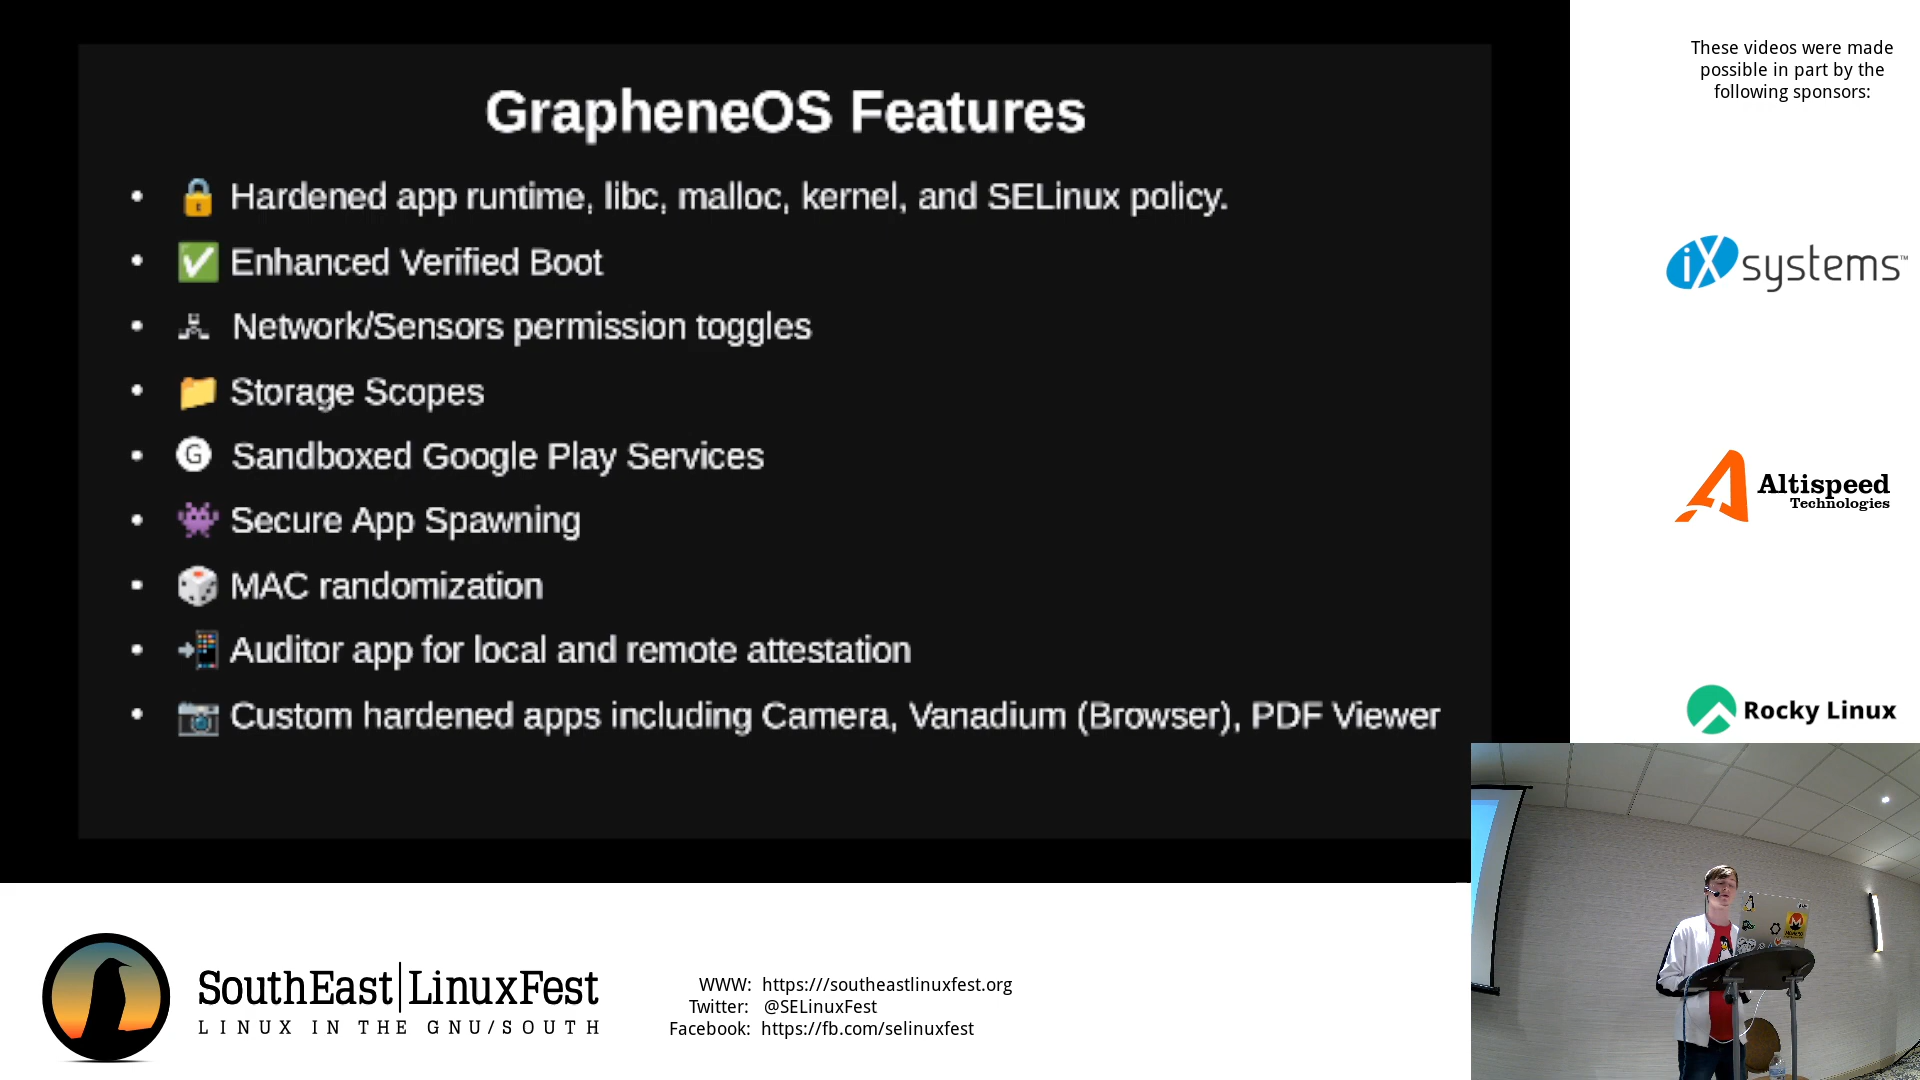 GrapheneOS Features
• Hardened app runtime, libc, malloc, kernel, and SELinux policy.
• Enhanced Verified Boot
• Network/Sensors permission toggles
• Storage Scopes
• G Sandboxed Google Play Services
• Secure App Spawning
• MAC randomization
• Auditor app for local and remote attestation
• Custom hardened apps including Camera, Vanadium (Browser), PDF Viewer
These videos were made
possible in part by the
following sponsors:
iXsystems™
Altispeed
Technologies
Rocky Linux
SouthEast|LinuxFest
LINUX IN THE GNU/SOUTH
WWW: https:///southeastlinuxfest.org
Twitter: @SELinuxFest
Facebook: https://fb.com/selinuxfest